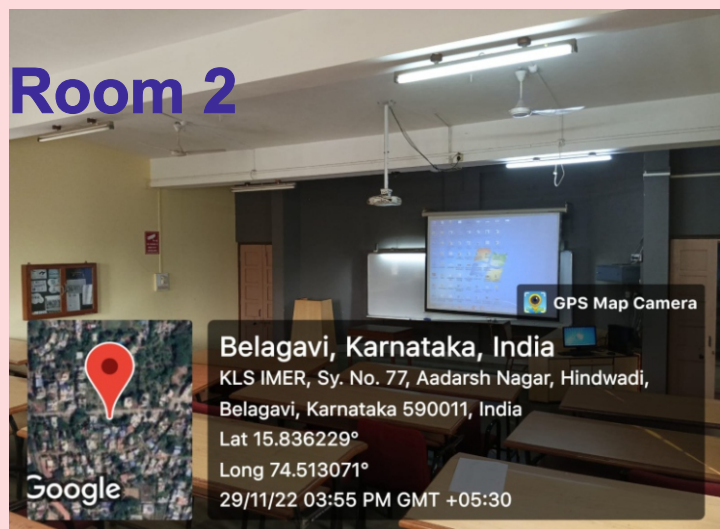 Room 2
GPS Map Camera
Belagavi, Karnataka, India
KLS IMER, Sy. No. 77, Aadarsh Nagar, Hindwadi,
Belagavi, Karnataka 590011, India
Lat 15.836229°
Long 74.513071°
29/11/22 03:55 PM GMT +05:30
Google